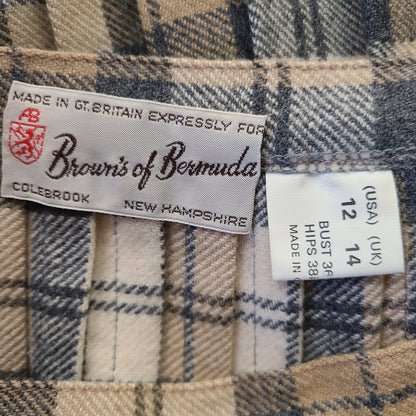 MADE IN GT. BRITAIN EXPRESSLY FOR
Brown's of Bermuda
COLEBROOK NEW HAMPSHIRE
(USA) (UK)
12 14
BUST 36
HIPS 38
MADE IN